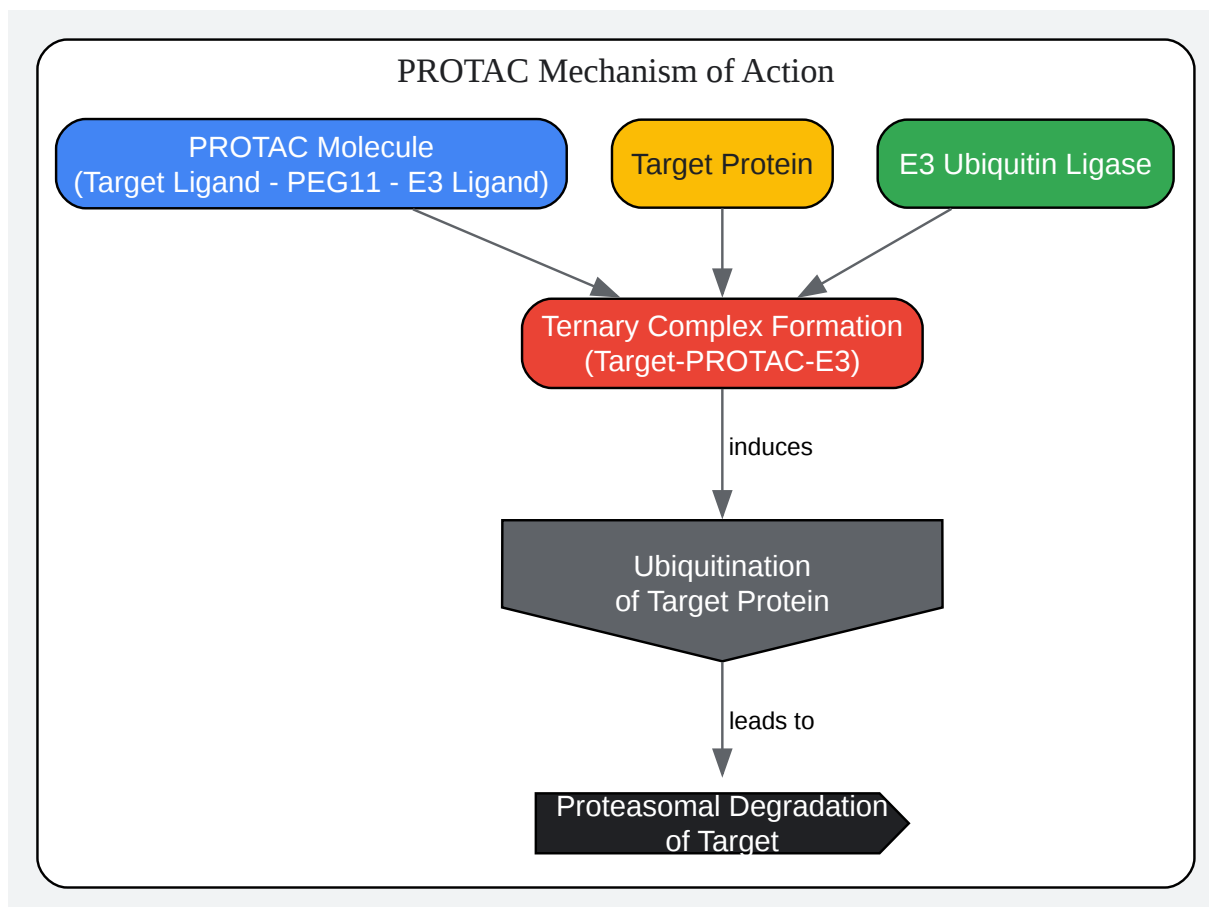 PROTAC Mechanism of Action
PROTAC Molecule
(Target Ligand - PEG11 - E3 Ligand)
Target Protein
E3 Ubiquitin Ligase
Ternary Complex Formation
(Target-PROTAC-E3)
induces
Ubiquitination
of Target Protein
leads to
Proteasomal Degradation
of Target